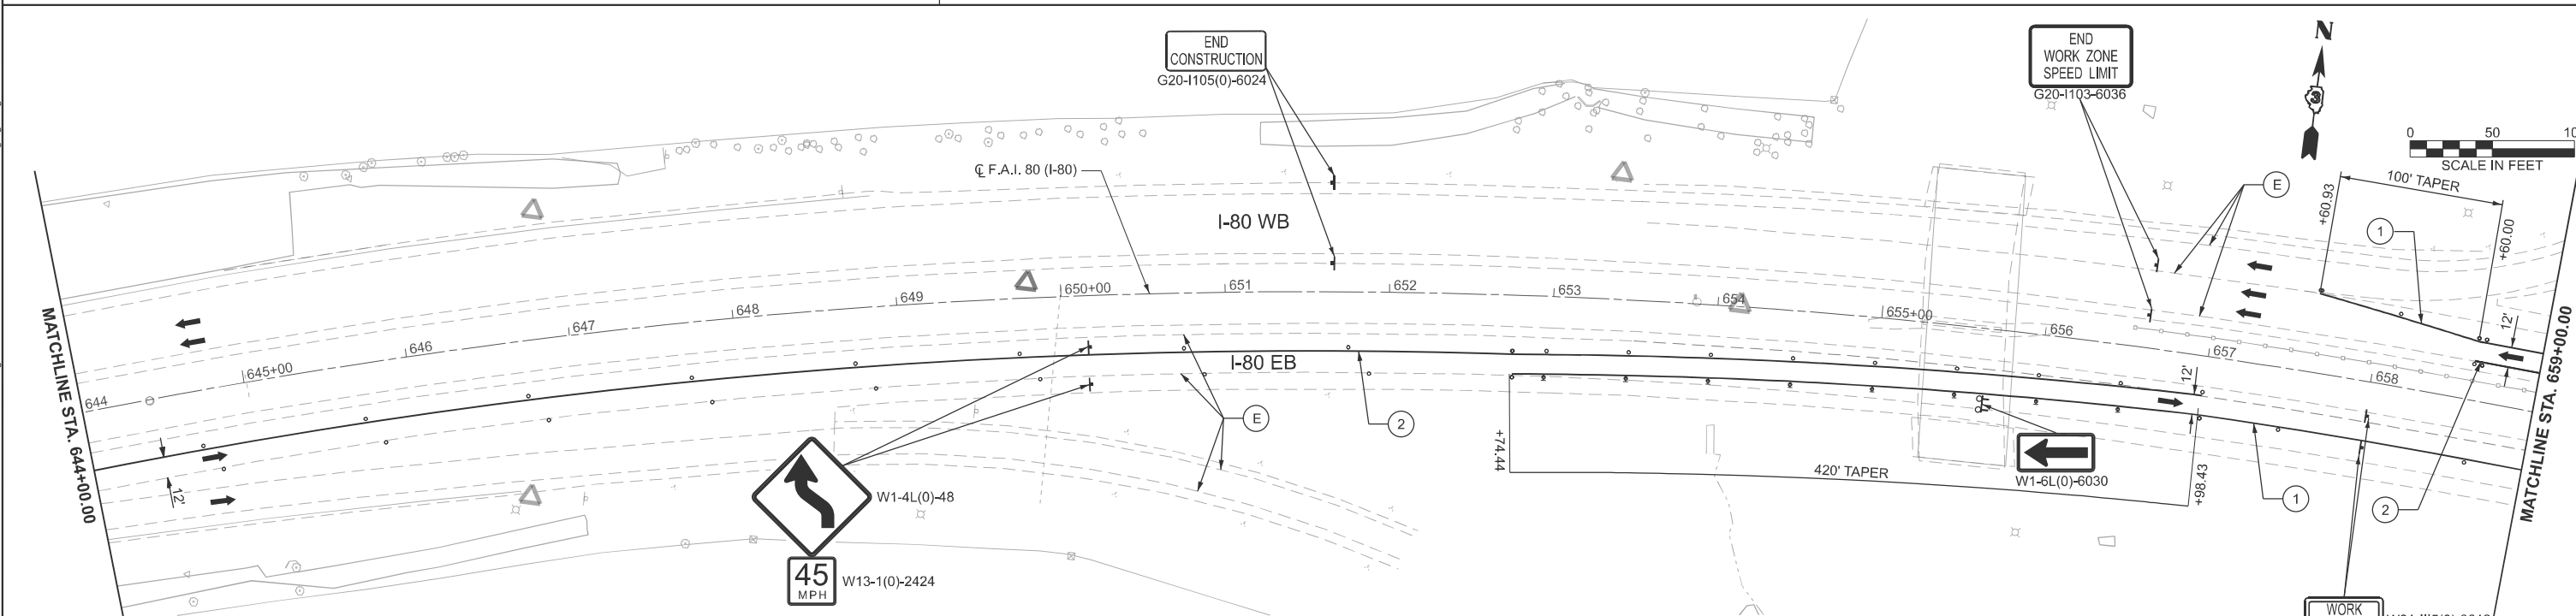 END
CONSTRUCTION
G20-I105(0)-6024
END
WORK ZONE
SPEED LIMIT
G20-I103-6036
N
3
0 50
SCALE IN FEET
℄ F.A.I. 80 (I-80)
I-80 WB
E
100' TAPER
+60.93
+60.00
1
12'
MATCHLINE STA. 644+00.00
644
645+00
646
647
648
649
650+00
651
652
653
654
655+00
656
657
658
MATCHLINE STA. 659+00.00
I-80 EB
12'
E
2
12'
+74.44
420' TAPER
+98.43
W1-6L(0)-6030
1
2
W1-4L(0)-48
45
MPH
W13-1(0)-2424
WORK